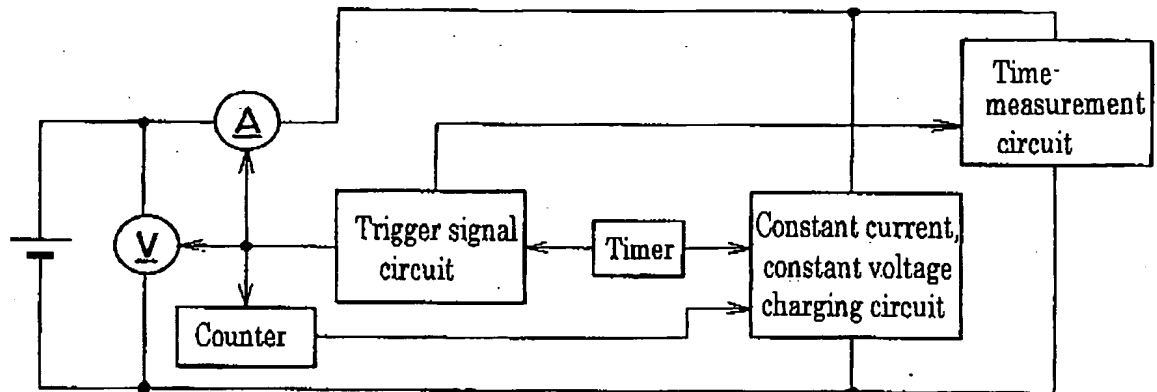 Time-
measurement
circuit
A
V
Trigger signal
circuit
Timer
Constant current,
constant voltage
charging circuit
Counter